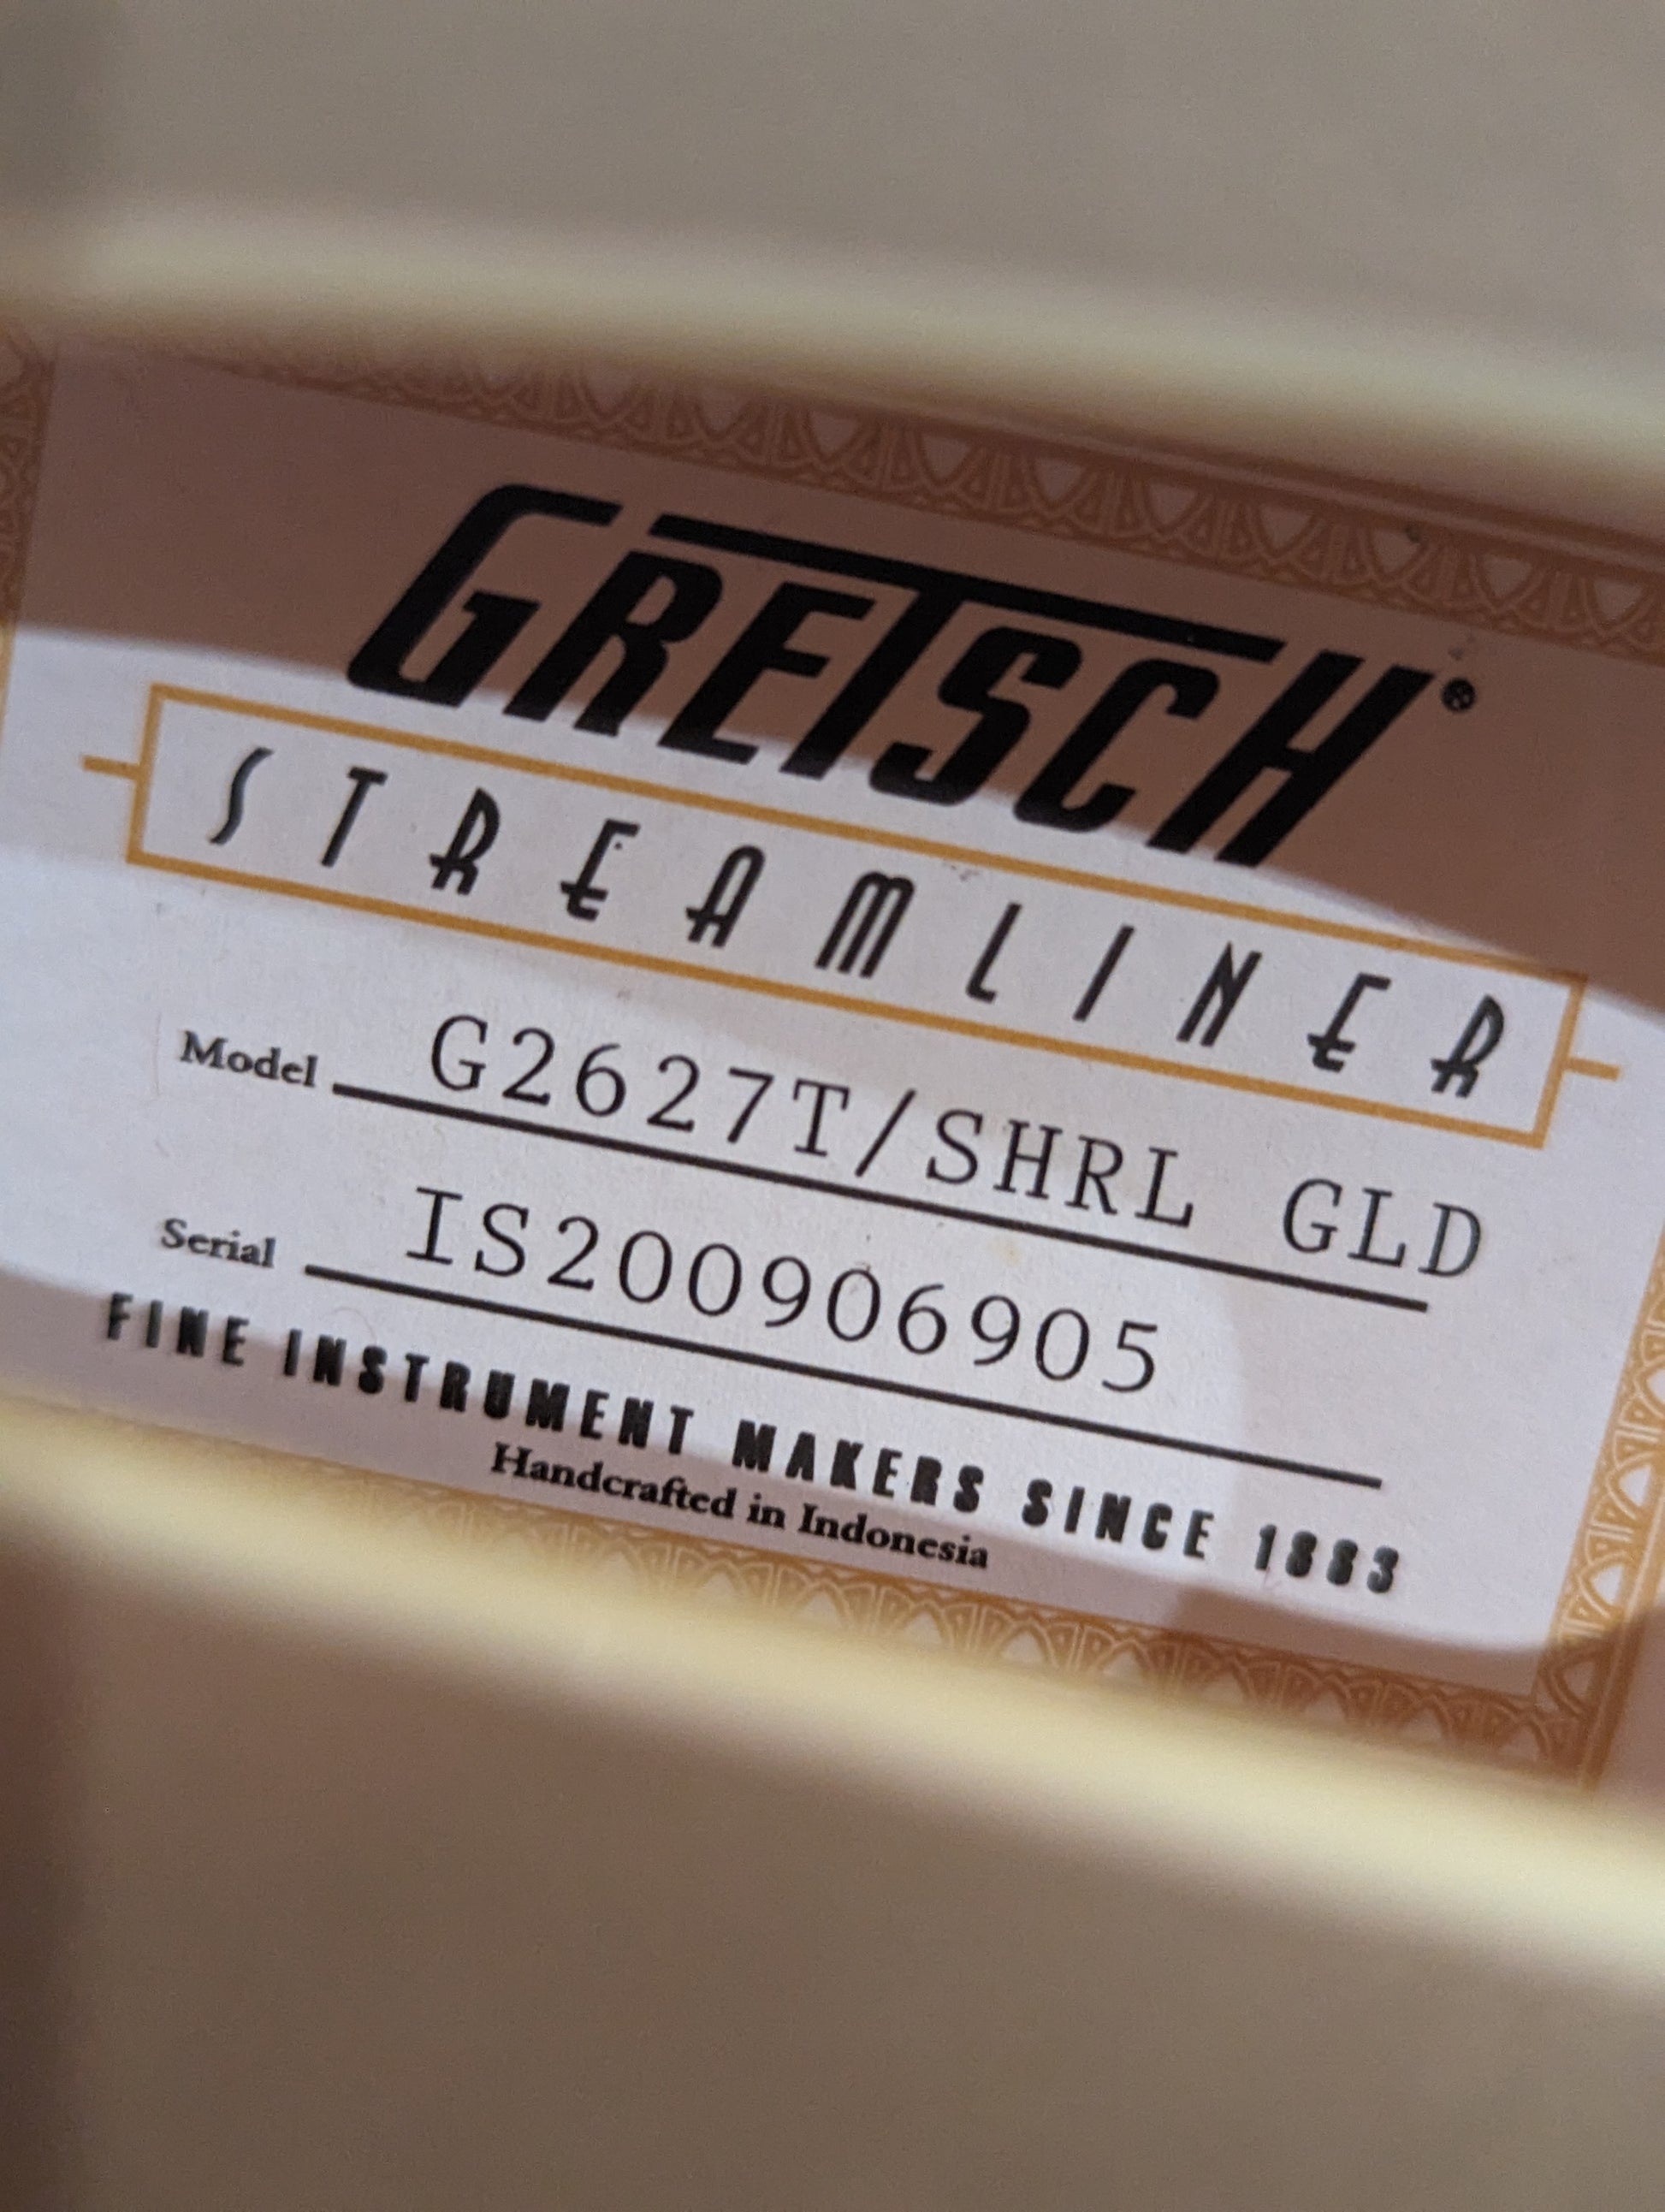 GRETSCH®
STREAMLINER
Model G2627T/SHRL GLD
Serial IS200906905
FINE INSTRUMENT MAKERS SINCE 1883
Handcrafted in Indonesia